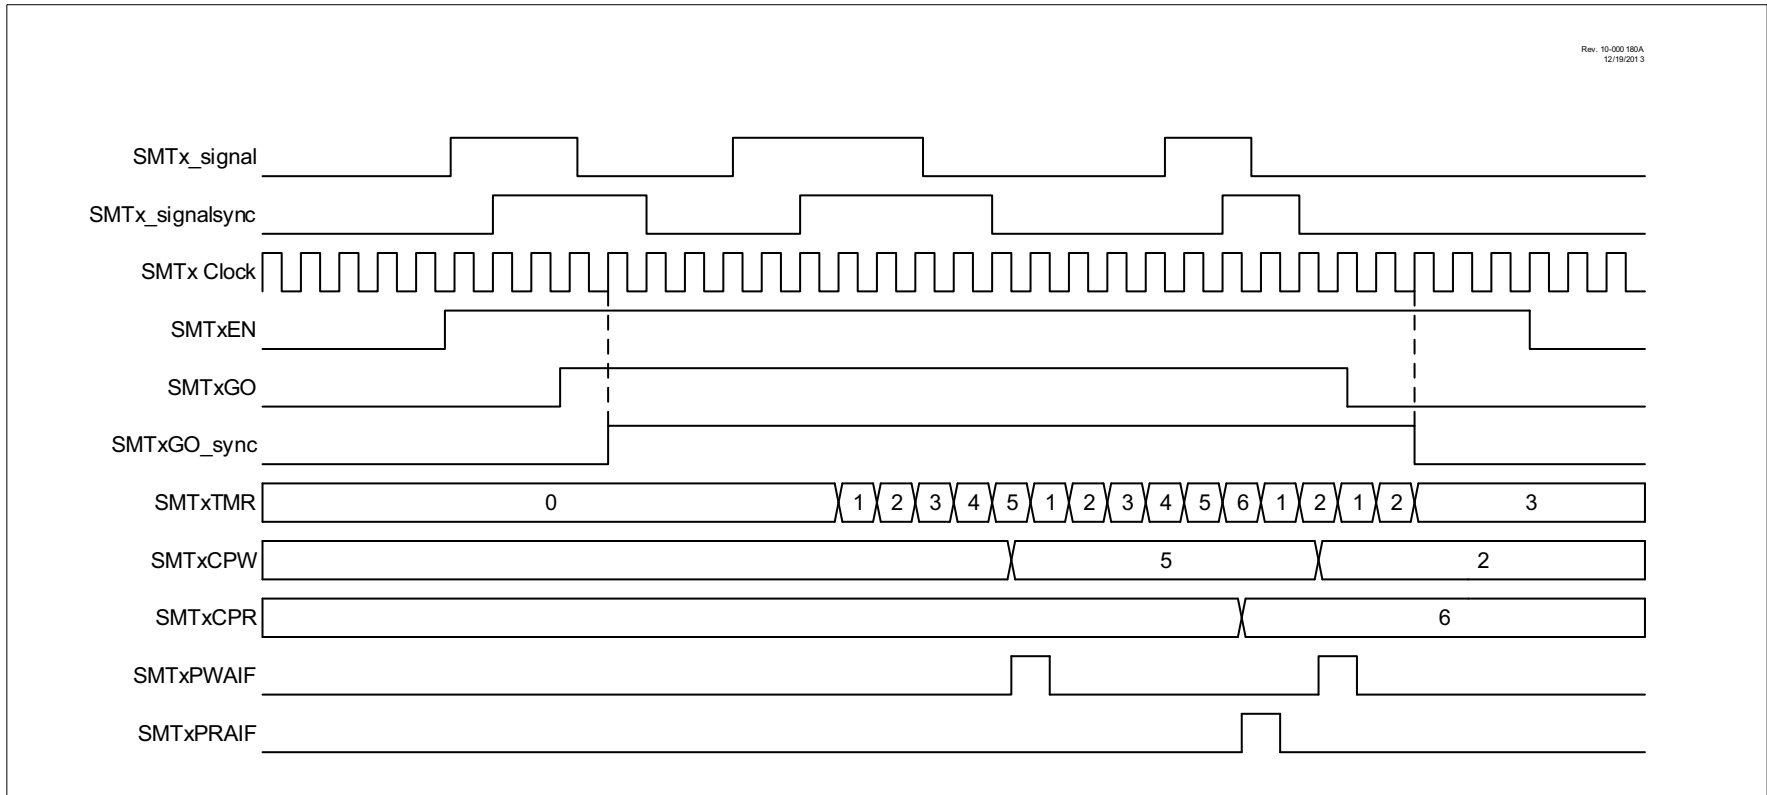 Rev. 10-000 180A
12/19/201 3
SMTx_signal
SMTx_signalsync
SMTx Clock
SMTxEN
SMTxGO
SMTxGO_sync
SMTxTMR 0 1 2 3 4 5 1 2 3 4 5 6 1 2 1 2 3
SMTxCPW 5 2
SMTxCPR 6
SMTxPWAIF
SMTxPRAIF